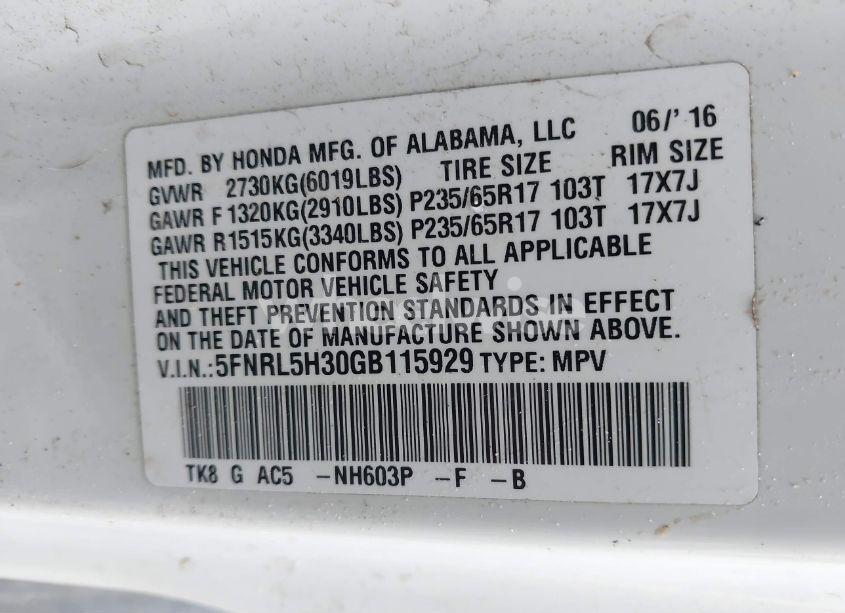 MFD. BY HONDA MFG. OF ALABAMA, LLC 06/'16
GVWR 2730KG(6019LBS) TIRE SIZE RIM SIZE
GAWR F1320KG(2910LBS) P235/65R17 103T 17X7J
GAWR R1515KG(3340LBS) P235/65R17 103T 17X7J
THIS VEHICLE CONFORMS TO ALL APPLICABLE
FEDERAL MOTOR VEHICLE SAFETY
AND THEFT PREVENTION STANDARDS IN EFFECT
ON THE DATE OF MANUFACTURE SHOWN ABOVE.
V.I.N.:5FNRL5H30GB115929 TYPE: MPV
TK8 G AC5 -NH603P -F -B